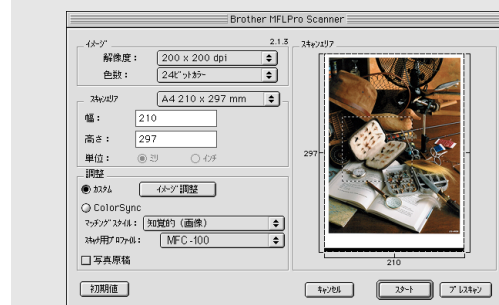 Brother MFLPro Scanner
イメージ
2.1.3
解像度：
200 x 200 dpi
色数：
24ビットカラー
スキャンエリア
A4 210 x 297 mm
幅：
210
高さ：
297
単位：
ミリ
インチ
調整
カスタム
イメージ調整
ColorSync
マッチングスタイル：
知覚的（画像）
スキャナ用プロファイル：
MFC-100
写真原稿
初期値
スキャンエリア
297
210
キャンセル
スタート
プレスキャン